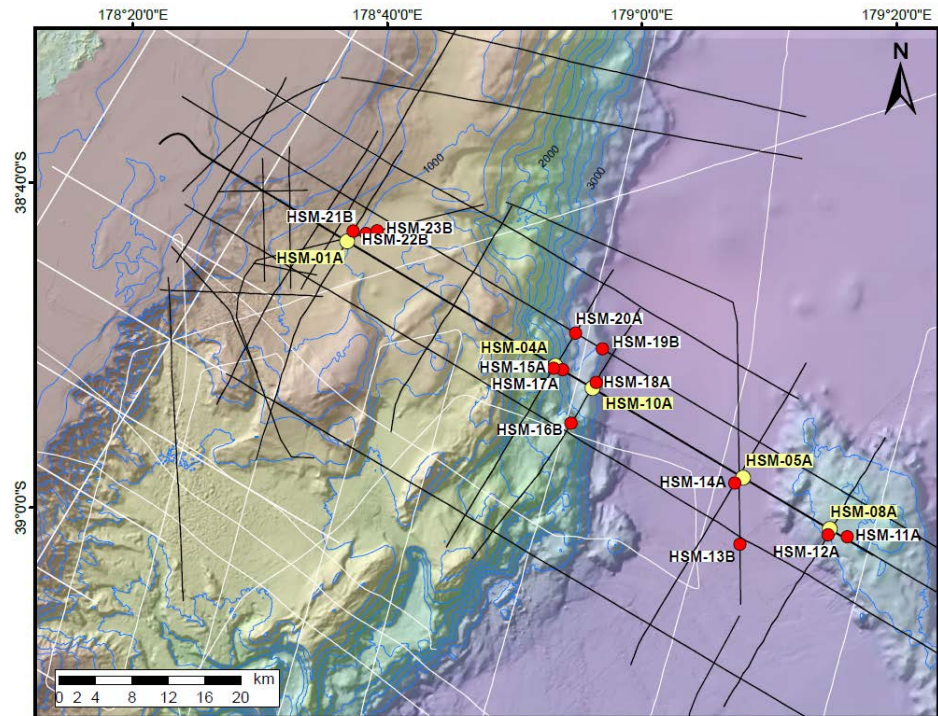 178°20'0"E 178°40'0"E 179°0'0"E 179°20'0"E
N
38°40'0"S
39°0'0"S
1000
2000
3000
HSM-21B
HSM-23B
HSM-22B
HSM-01A
HSM-20A
HSM-19B
HSM-04A
HSM-15A
HSM-17A
HSM-18A
HSM-10A
HSM-16B
HSM-05A
HSM-14A
HSM-08A
HSM-11A
HSM-12A
HSM-13B
km
0 2 4 8 12 16 20